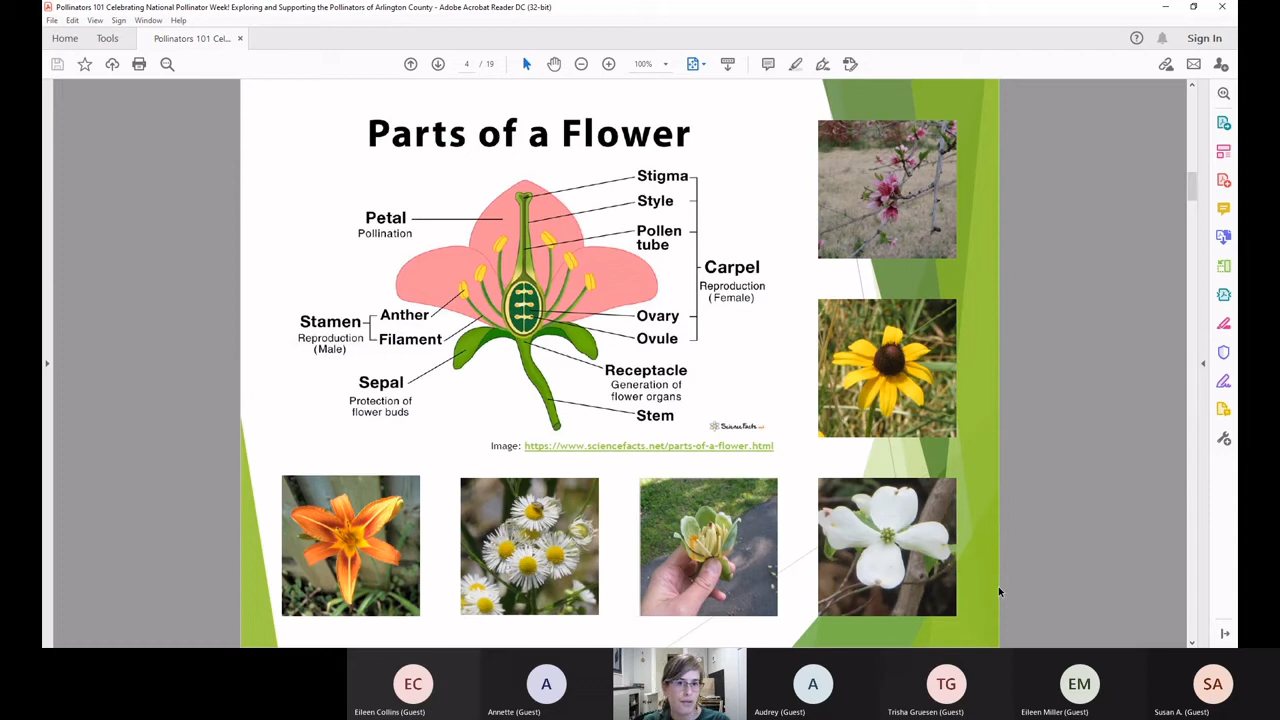 Pollinators 101 Celebrating National Pollinator Week! Exploring and Supporting the Pollinators of Arlington County - Adobe Acrobat Reader DC (32-bit)
File Edit View Sign Window Help
Home Tools Pollinators 101 Cel... × Sign In
4 / 19 100%
Parts of a Flower
Stigma
Style
Petal
Pollination
Pollen
tube
Carpel
Reproduction
(Female)
Anther
Stamen
Reproduction
(Male)
Filament
Ovary
Ovule
Receptacle
Generation of
flower organs
Sepal
Protection of
flower buds
Stem
ScienceFacts.net
Image: https://www.sciencefacts.net/parts-of-a-flower.html
EC A A TG EM SA
Eileen Collins (Guest) Annette (Guest) Audrey (Guest) Trisha Gruesen (Guest) Eileen Miller (Guest) Susan A. (Guest)